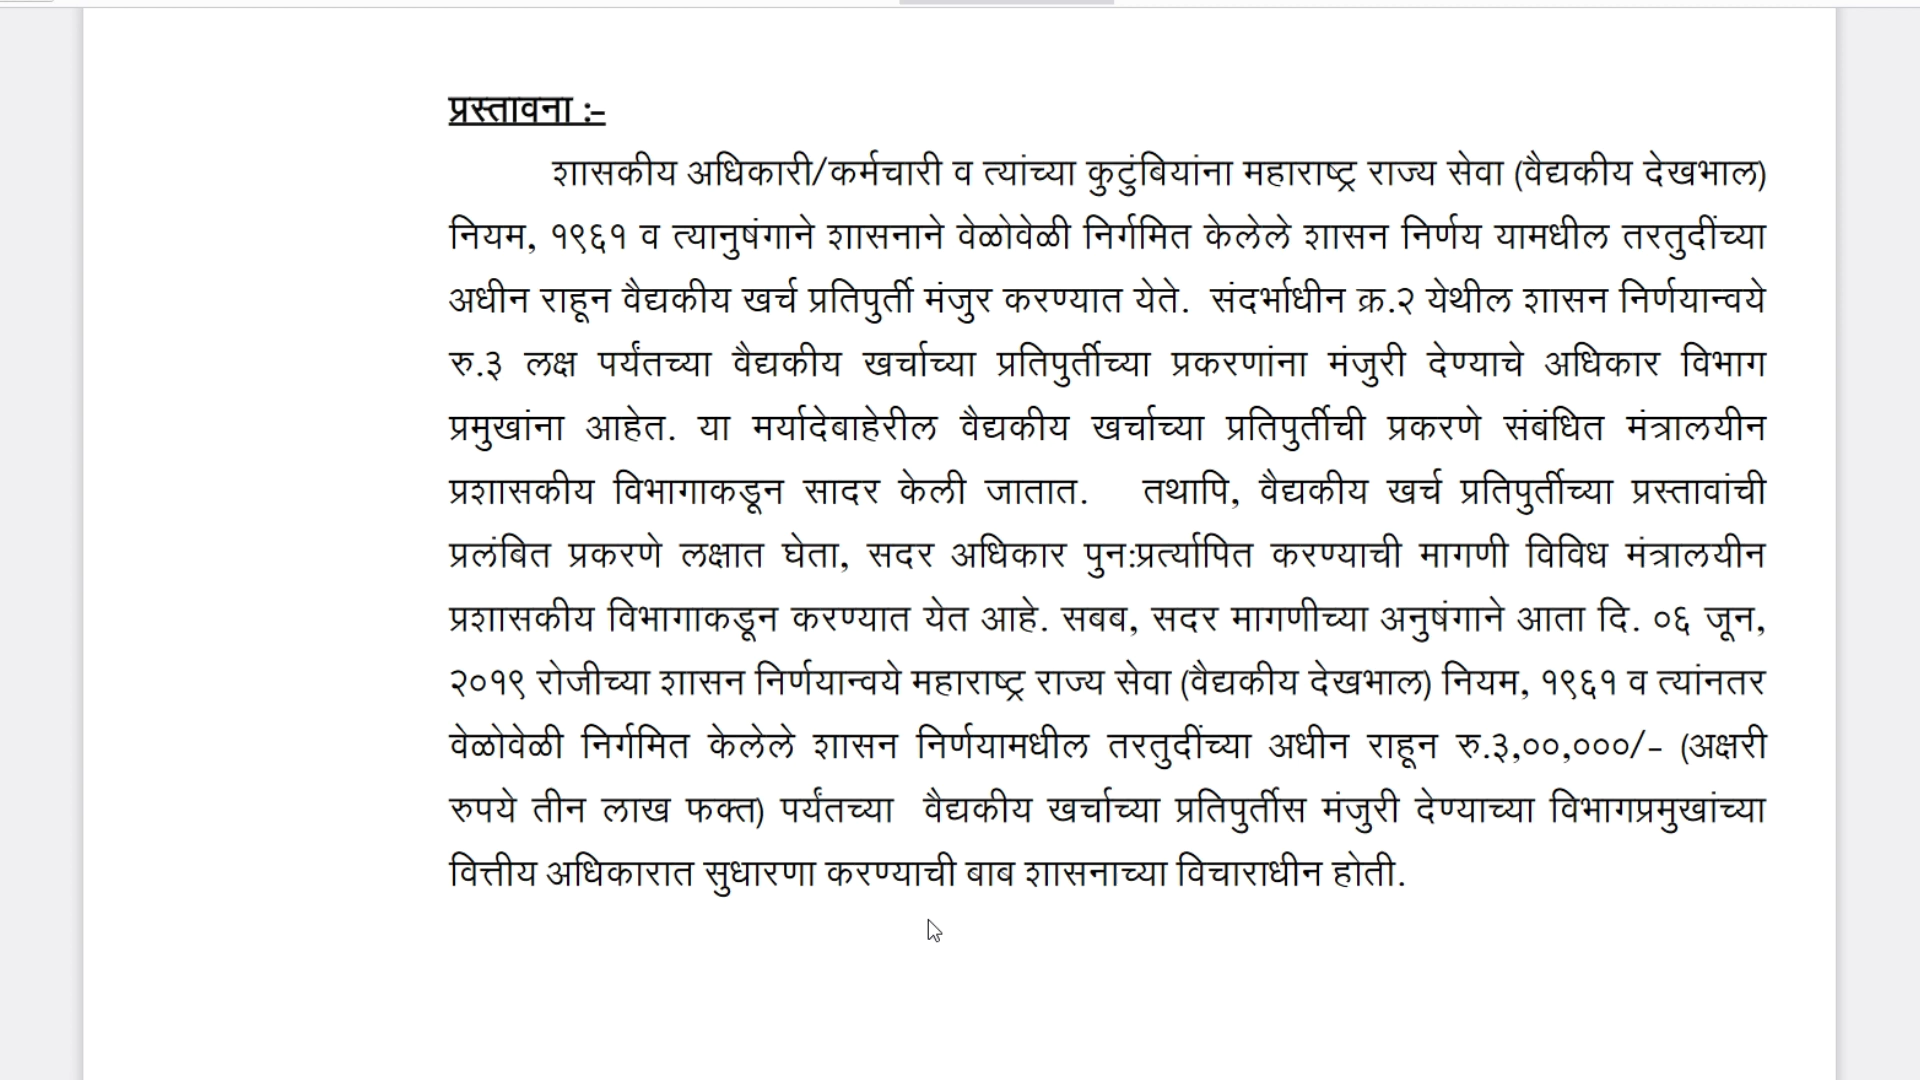 प्रस्तावना :-
शासकीय अधिकारी/कर्मचारी व त्यांच्या कुटुंबियांना महाराष्ट्र राज्य सेवा (वैद्यकीय देखभाल)
नियम, १९६१ व त्यानुषंगाने शासनाने वेळोवेळी निर्गमित केलेले शासन निर्णय यामधील तरतुदींच्या
अधीन राहून वैद्यकीय खर्च प्रतिपुर्ती मंजुर करण्यात येते. संदर्भाधीन क्र.२ येथील शासन निर्णयान्वये
रु.३ लक्ष पर्यंतच्या वैद्यकीय खर्चाच्या प्रतिपुर्तीच्या प्रकरणांना मंजुरी देण्याचे अधिकार विभाग
प्रमुखांना आहेत. या मर्यादेबाहेरील वैद्यकीय खर्चाच्या प्रतिपुर्तीची प्रकरणे संबंधित मंत्रालयीन
प्रशासकीय विभागाकडून सादर केली जातात. तथापि, वैद्यकीय खर्च प्रतिपुर्तीच्या प्रस्तावांची
प्रलंबित प्रकरणे लक्षात घेता, सदर अधिकार पुन:प्रर्त्यापित करण्याची मागणी विविध मंत्रालयीन
प्रशासकीय विभागाकडून करण्यात येत आहे. सबब, सदर मागणीच्या अनुषंगाने आता दि. ०६ जून,
२०१९ रोजीच्या शासन निर्णयान्वये महाराष्ट्र राज्य सेवा (वैद्यकीय देखभाल) नियम, १९६१ व त्यांनतर
वेळोवेळी निर्गमित केलेले शासन निर्णयामधील तरतुदींच्या अधीन राहून रु.३,००,०००/- (अक्षरी
रुपये तीन लाख फक्त) पर्यंतच्या वैद्यकीय खर्चाच्या प्रतिपुर्तीस मंजुरी देण्याच्या विभागप्रमुखांच्या
वित्तीय अधिकारात सुधारणा करण्याची बाब शासनाच्या विचाराधीन होती.